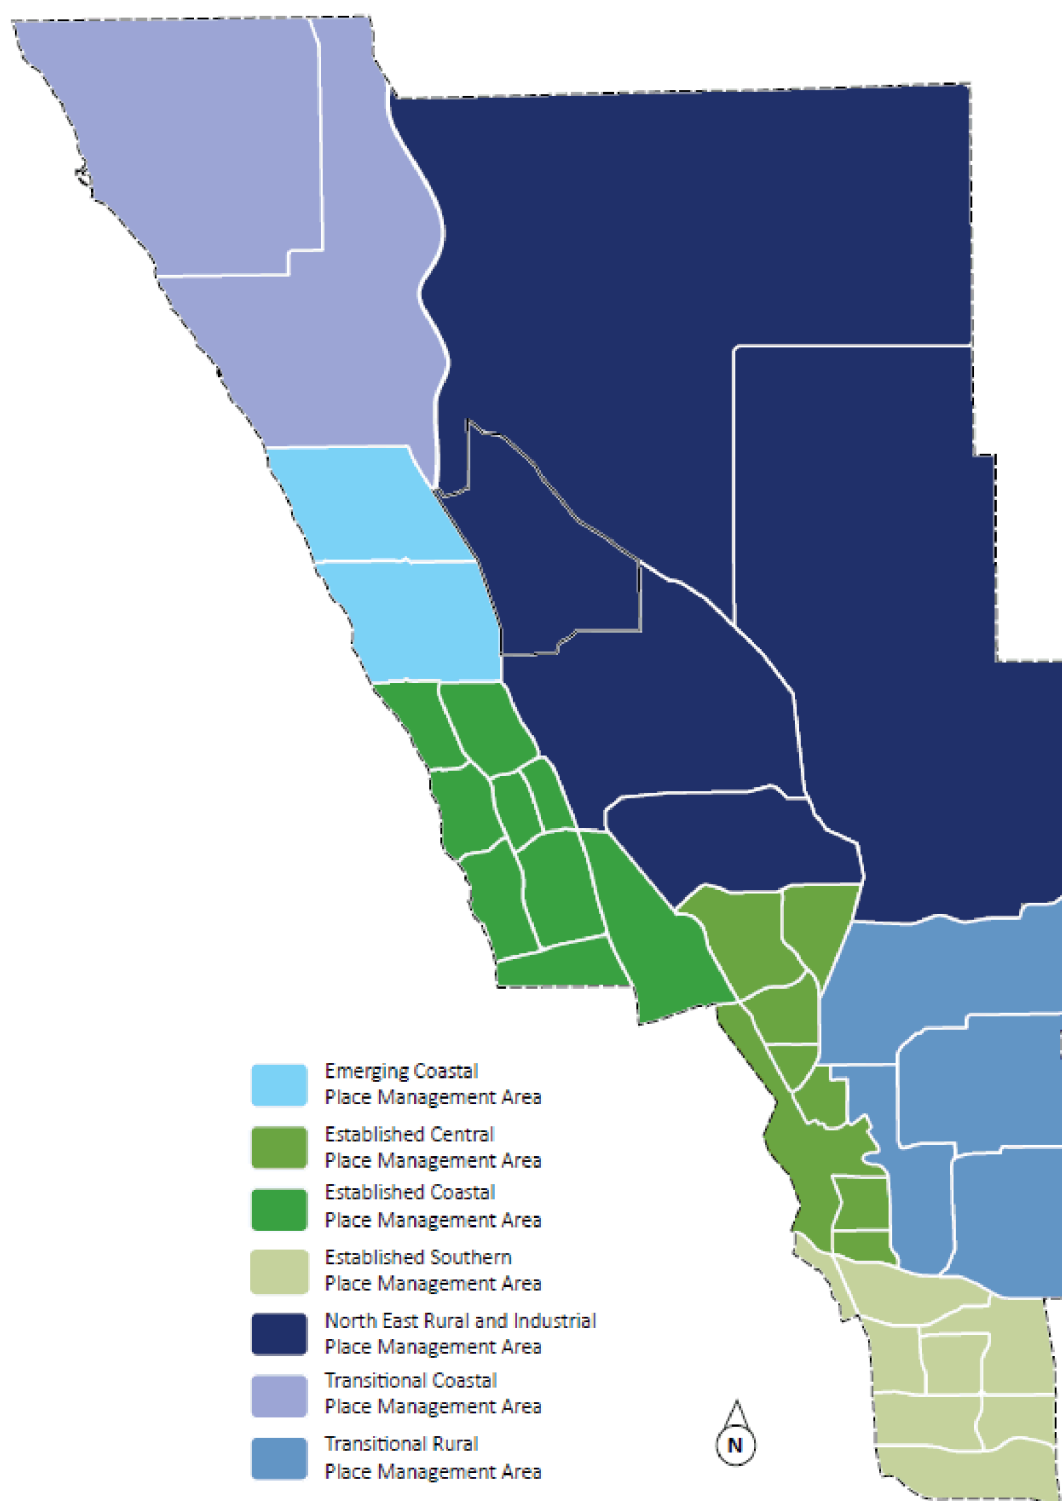 Emerging Coastal
Place Management Area
Established Central
Place Management Area
Established Coastal
Place Management Area
Established Southern
Place Management Area
North East Rural and Industrial
Place Management Area
Transitional Coastal
Place Management Area
Transitional Rural
Place Management Area
N